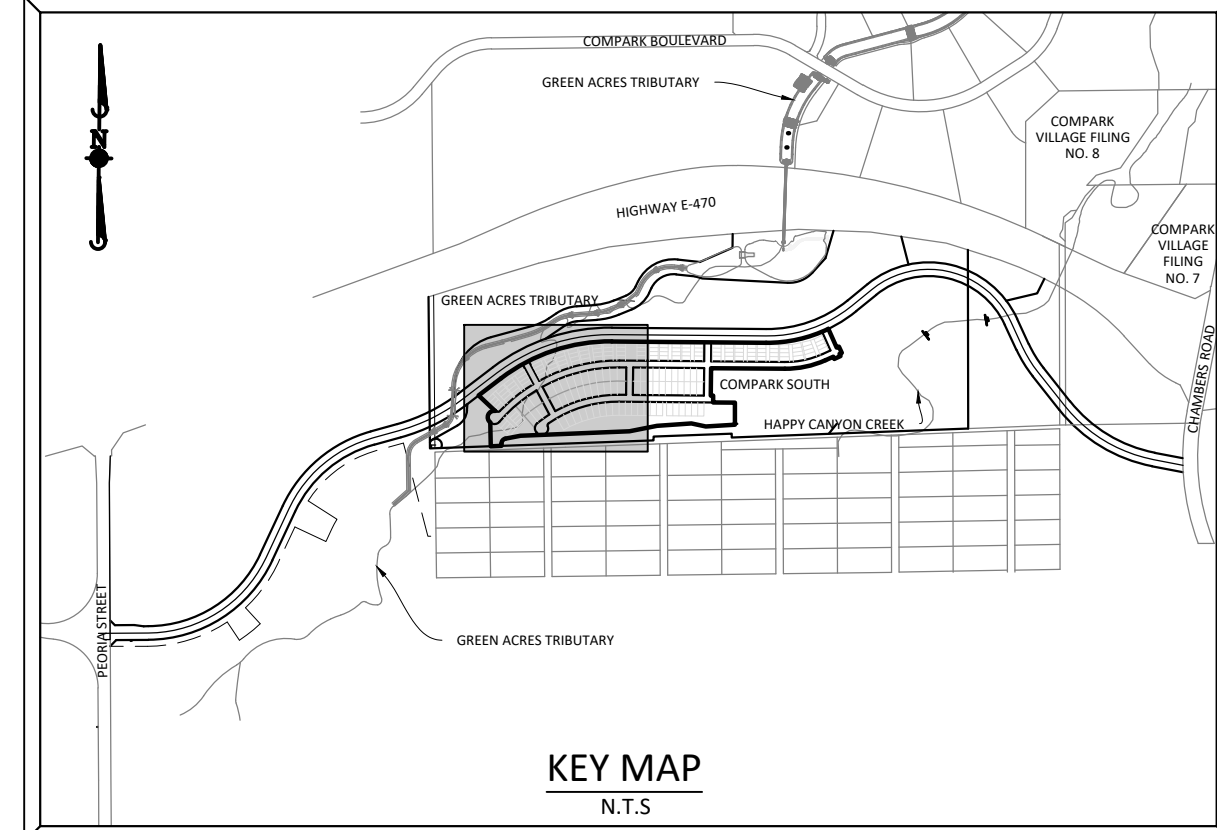 COMPARK BOULEVARD
GREEN ACRES TRIBUTARY
N
COMPARK
VILLAGE FILING
NO. 8
HIGHWAY E-470
COMPARK
VILLAGE
FILING
NO. 7
GREEN ACRES TRIBUTARY
COMPARK SOUTH
HAPPY CANYON CREEK
CHAMBERS ROAD
PEORIA STREET
GREEN ACRES TRIBUTARY
KEY MAP
N.T.S